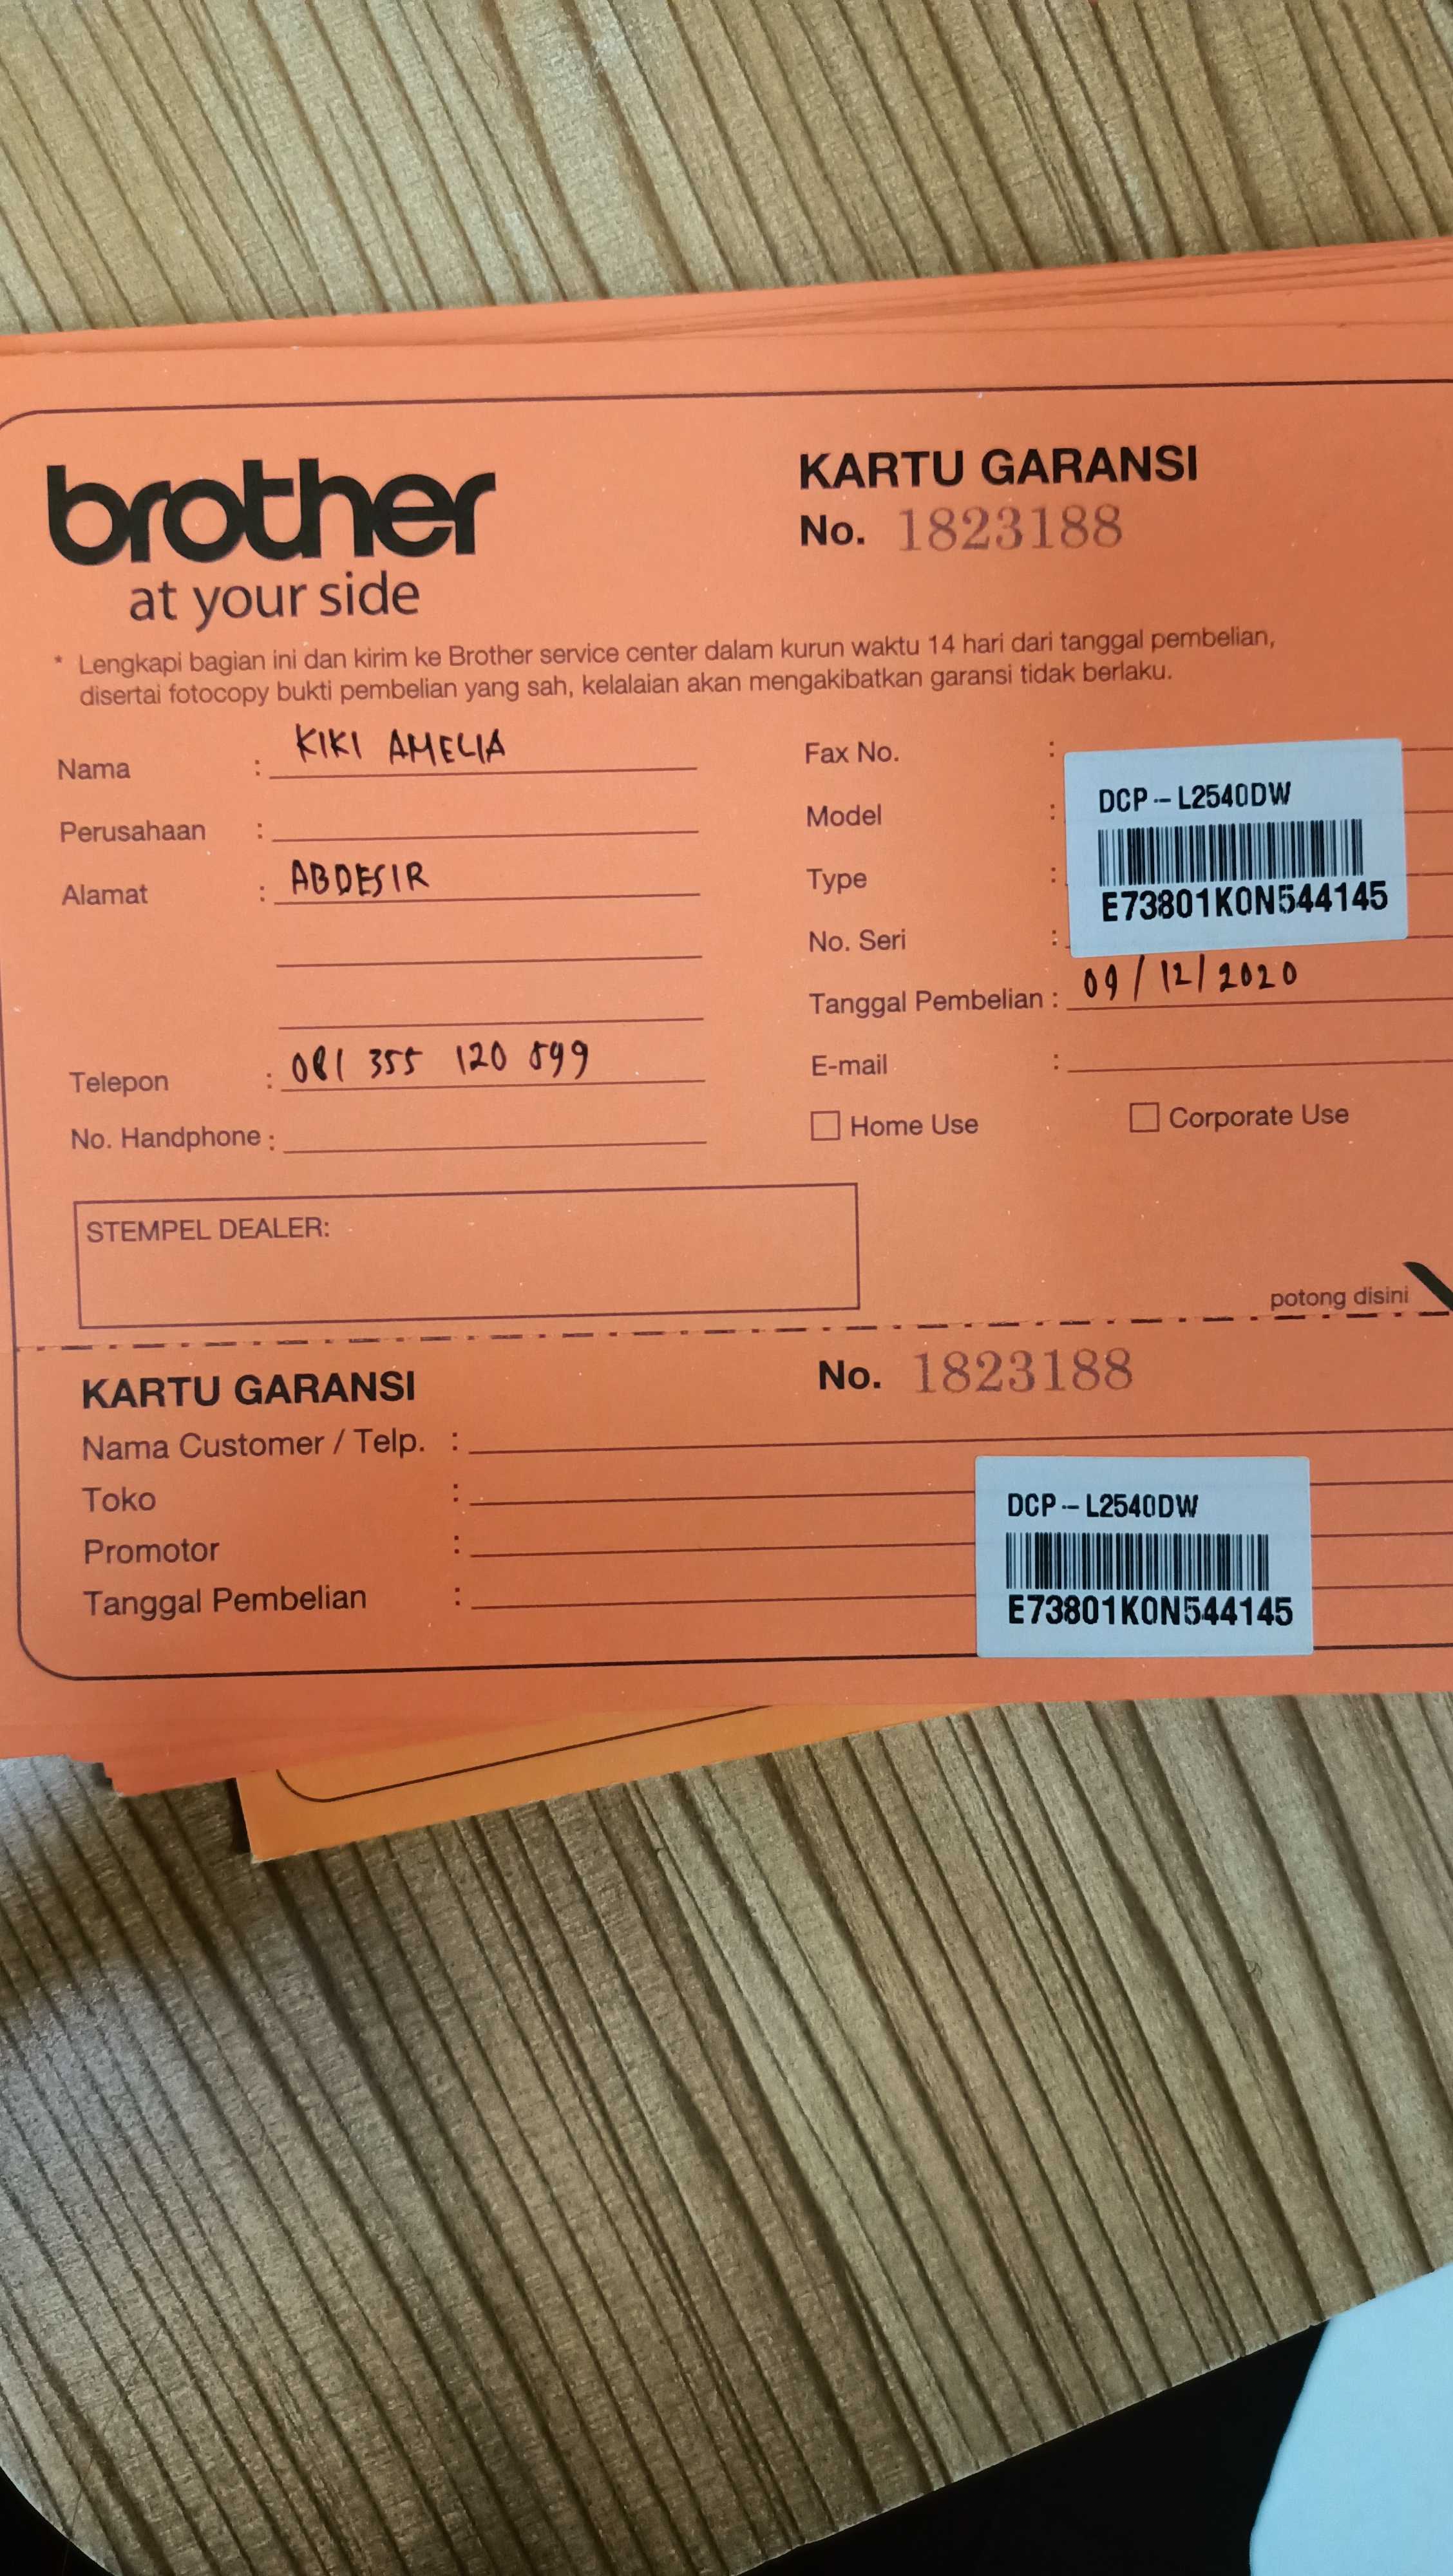 brother
at your side
KARTU GARANSI
No. 1823188
* Lengkapi bagian ini dan kirim ke Brother service center dalam kurun waktu 14 hari dari tanggal pembelian,
disertai fotocopy bukti pembelian yang sah, kelalaian akan mengakibatkan garansi tidak berlaku.
Nama : KIKI AMELIA
Perusahaan :
Alamat : ABDESIR
Telepon : 081 355 120 899
No. Handphone :
Fax No. :
Model :
Type :
No. Seri :
DCP-L2540DW
E73801K0N544145
Tanggal Pembelian : 09/12/2020
E-mail :
Home Use
Corporate Use
STEMPEL DEALER:
potong disini
KARTU GARANSI
No. 1823188
Nama Customer / Telp. :
Toko :
Promotor :
Tanggal Pembelian :
DCP-L2540DW
E73801K0N544145